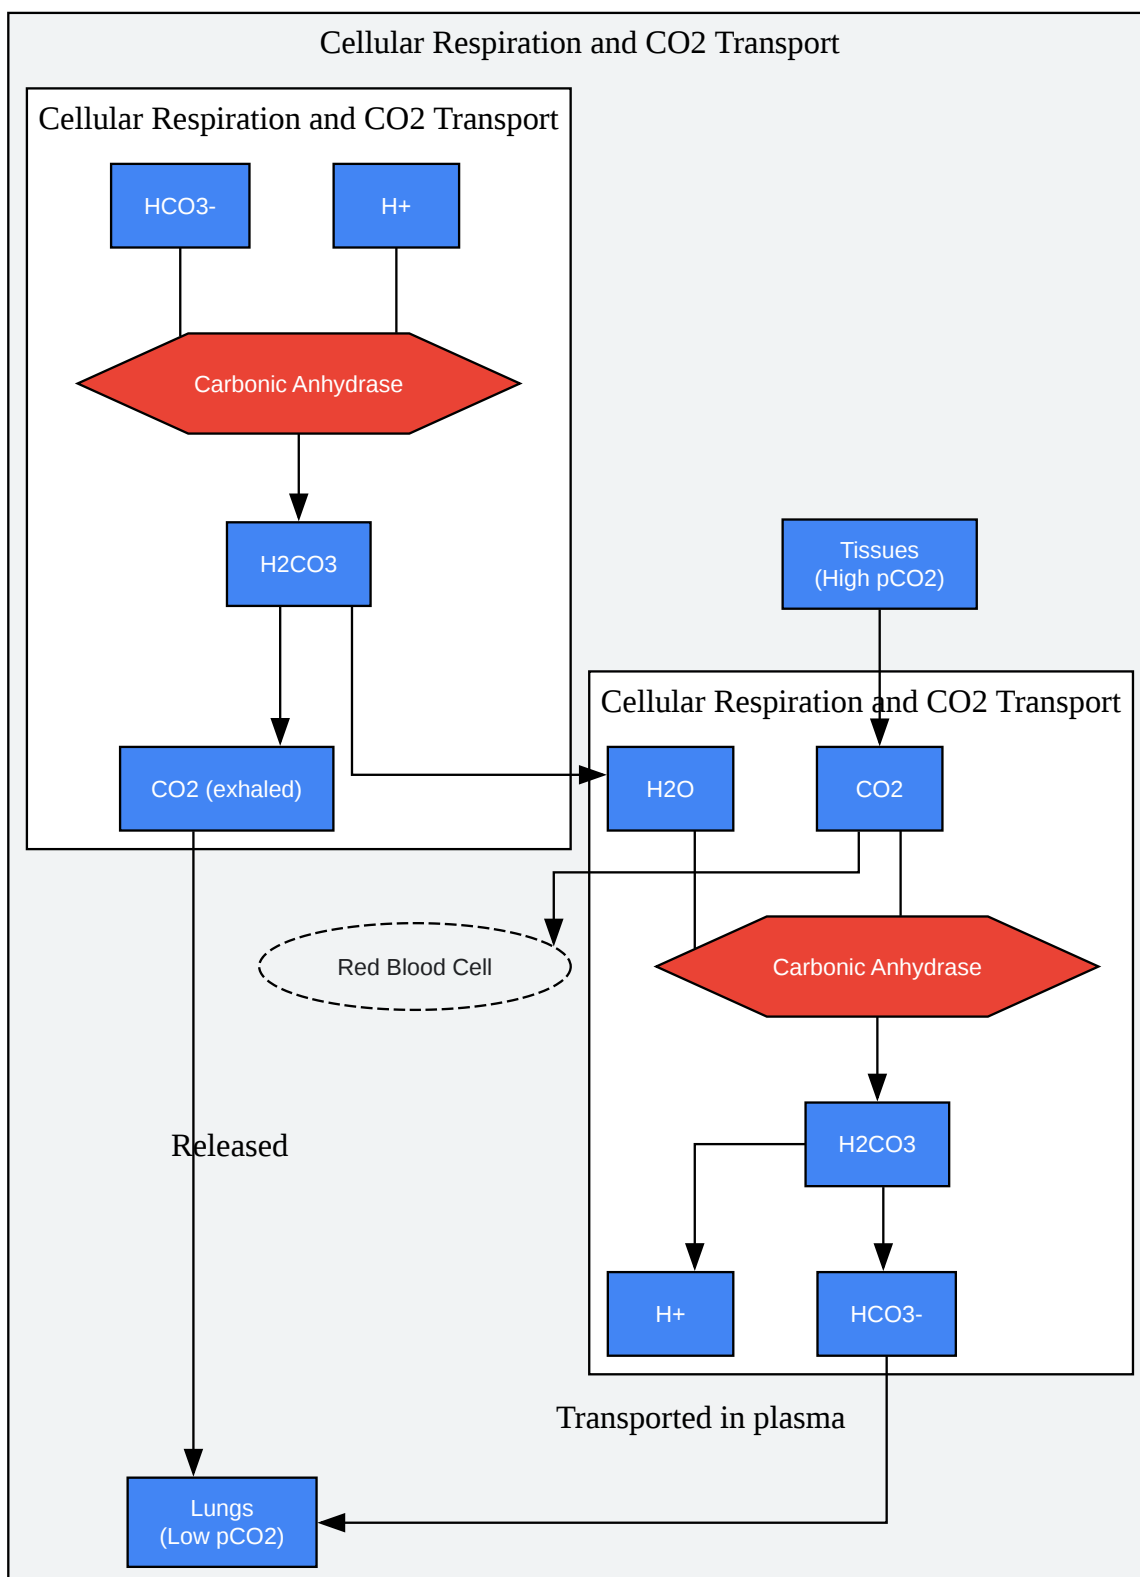 Cellular Respiration and CO2 Transport
Cellular Respiration and CO2 Transport
HCO3-
H+
Carbonic Anhydrase
H2CO3
CO2 (exhaled)
Tissues
(High pCO2)
Cellular Respiration and CO2 Transport
H2O
CO2
Red Blood Cell
Carbonic Anhydrase
H2CO3
Released
H+
HCO3-
Transported in plasma
Lungs
(Low pCO2)